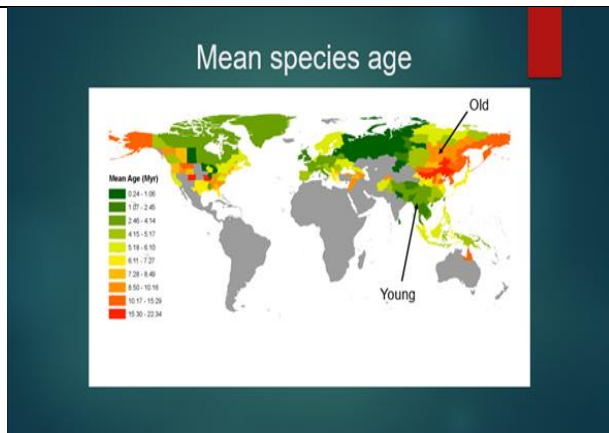 Mean species age
Old
Mean Age (Myr)
0.24 - 1.06
1.07 - 2.45
2.46 - 4.14
4.15 - 5.17
5.18 - 6.10
6.11 - 7.27
7.28 - 8.49
8.50 - 10.16
10.17 - 15.29
15.30 - 22.34
Young